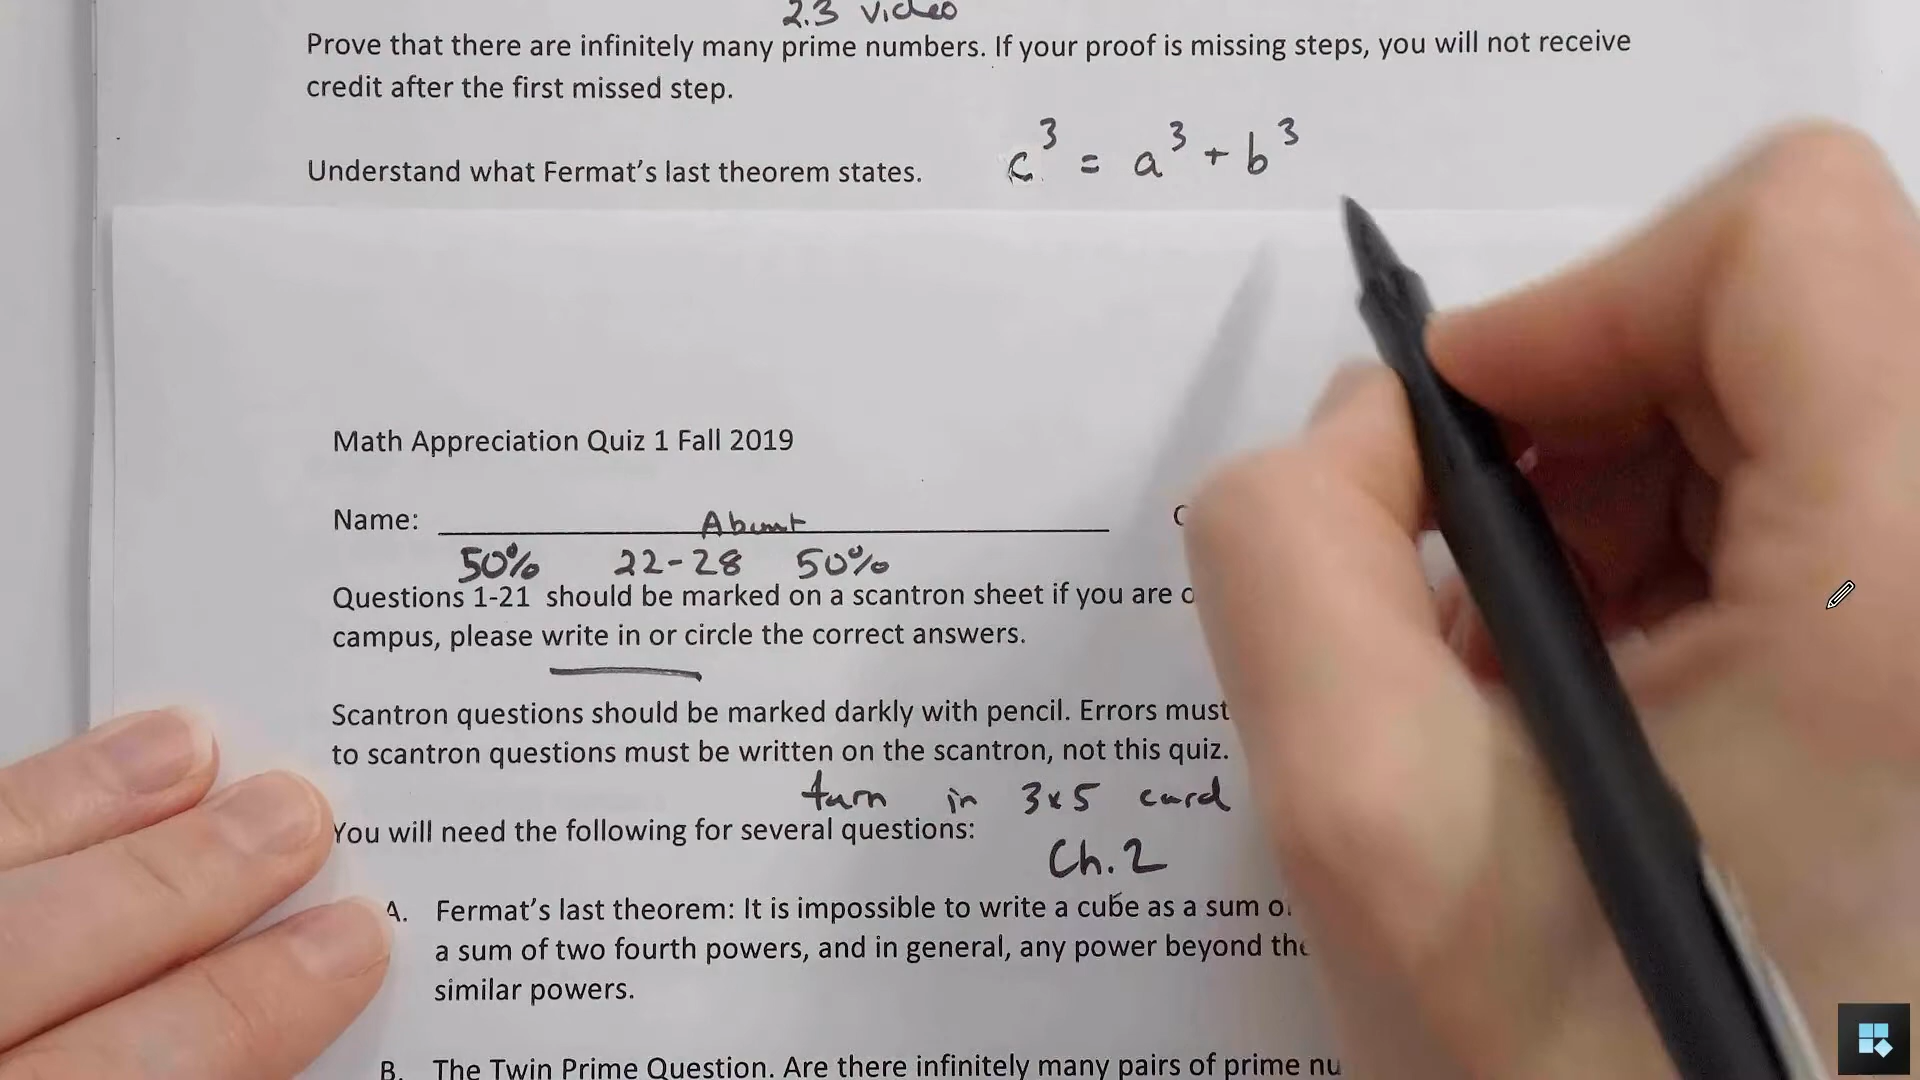 2.3 video
Prove that there are infinitely many prime numbers. If your proof is missing steps, you will not receive
credit after the first missed step.
Understand what Fermat’s last theorem states. c³ = a³ + b³
Math Appreciation Quiz 1 Fall 2019
Name:
50% 22-28 50%
Questions 1-21 should be marked on a scantron sheet if you are
campus, please write in or circle the correct answers.
Scantron questions should be marked darkly with pencil. Errors must
to scantron questions must be written on the scantron, not this quiz.
turn in 3x5 card
You will need the following for several questions:
Ch.2
A. Fermat’s last theorem: It is impossible to write a cube as a sum
a sum of two fourth powers, and in general, any power beyond
similar powers.
B. The Twin Prime Question. Are there infinitely many pairs of prime